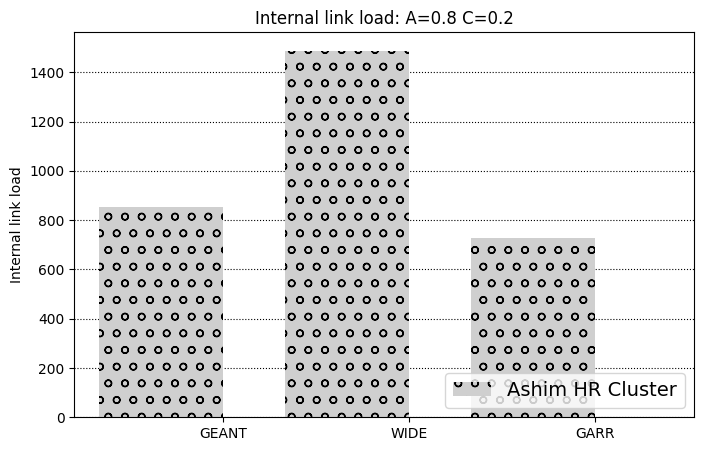 Internal link load: A=0.8 C=0.2
Internal link load
1400
1200
1000
800
600
400
200
0
Ashim HR Cluster
GEANT WIDE GARR